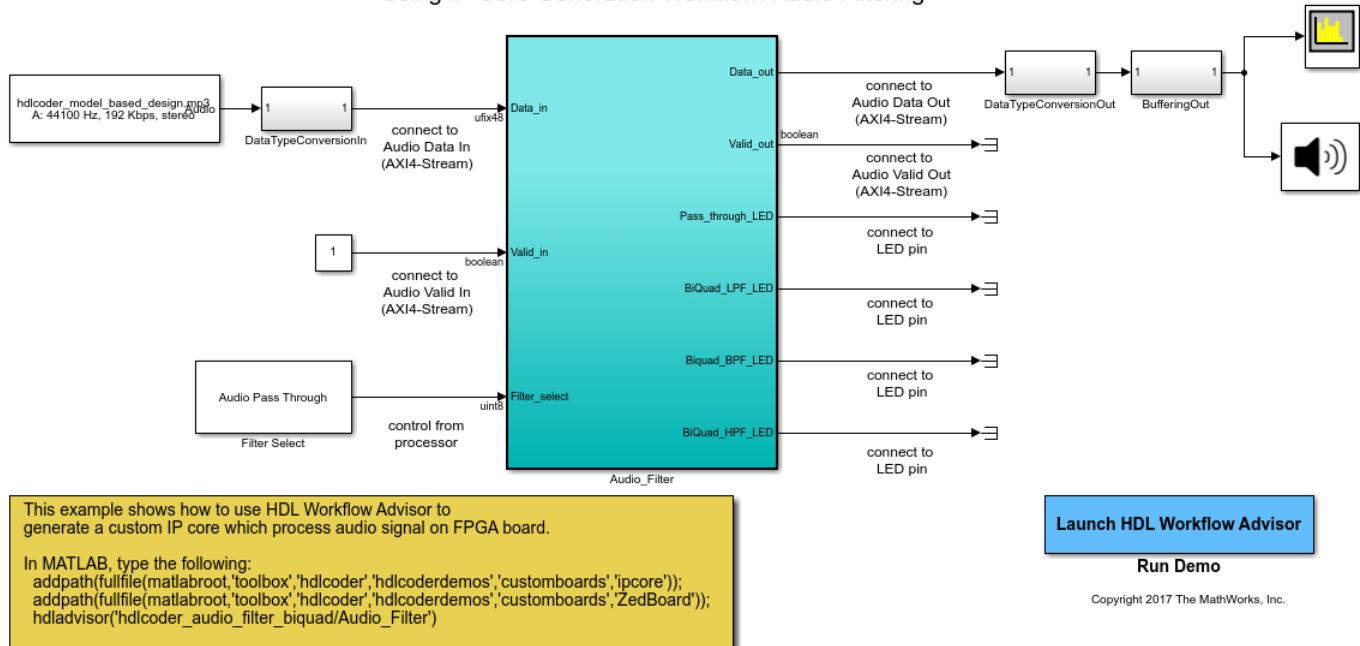 hdlcoder_model_based_design.mp3
A: 44100 Hz, 192 Kbps, stereo
Audio
1 1
DataTypeConversionIn
ufix48
connect to
Audio Data In
(AXI4-Stream)
1
boolean
connect to
Audio Valid In
(AXI4-Stream)
Audio Pass Through
Filter Select
uint8
control from
processor
Data_in
Valid_in
Filter_select
Data_out
Valid_out
Pass_through_LED
BiQuad_LPF_LED
Biquad_BPF_LED
BiQuad_HPF_LED
Audio_Filter
connect to
Audio Data Out
(AXI4-Stream)
boolean
connect to
Audio Valid Out
(AXI4-Stream)
connect to
LED pin
connect to
LED pin
connect to
LED pin
connect to
LED pin
1 1
DataTypeConversionOut
1 1
BufferingOut
This example shows how to use HDL Workflow Advisor to
generate a custom IP core which process audio signal on FPGA board.
In MATLAB, type the following:
addpath(fullfile(matlabroot,'toolbox','hdlcoder','hdlcoderdemos','customboards','ipcore'));
addpath(fullfile(matlabroot,'toolbox','hdlcoder','hdlcoderdemos','customboards','ZedBoard'));
hdladvisor('hdlcoder_audio_filter_biquad/Audio_Filter')
Launch HDL Workflow Advisor
Run Demo
Copyright 2017 The MathWorks, Inc.